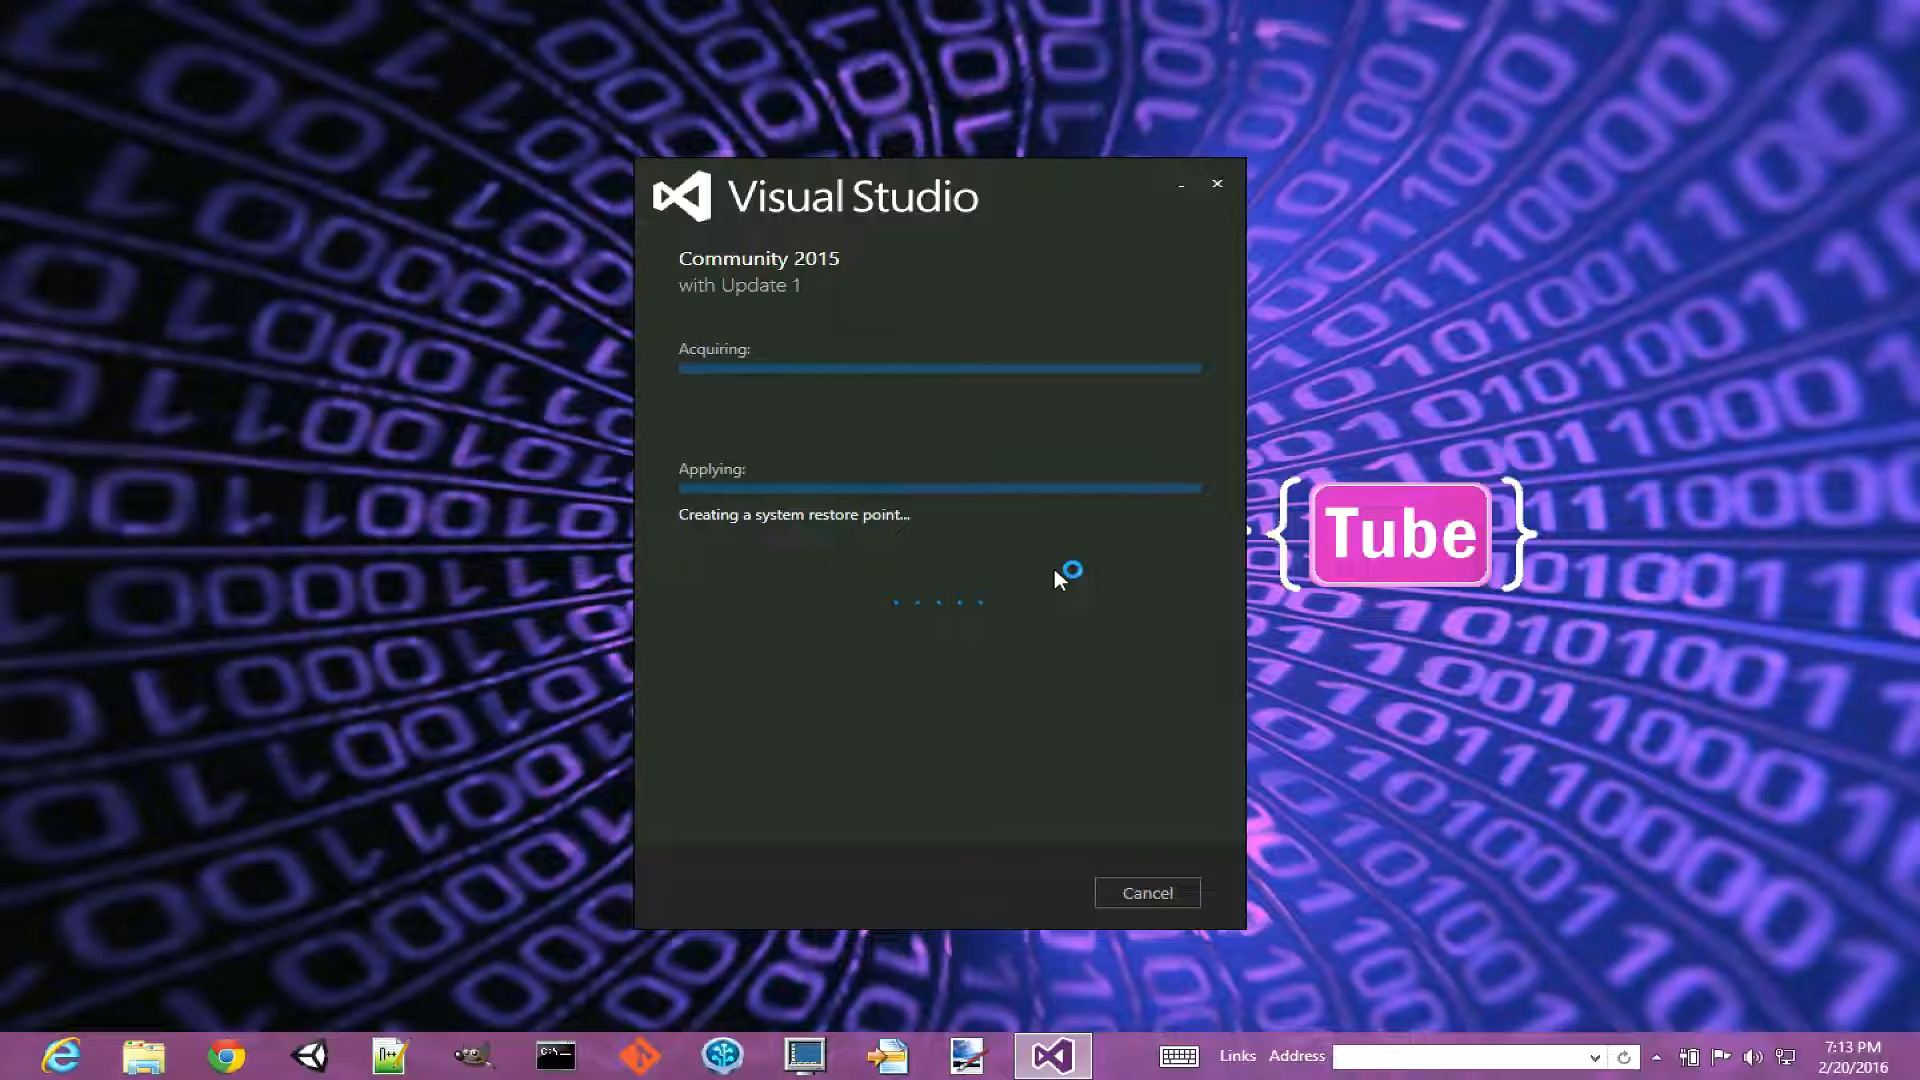 Visual Studio
Community 2015
with Update 1
Acquiring:
Applying:
Creating a system restore point...
Cancel
{Tube}
Links Address
7:13 PM
2/20/2016